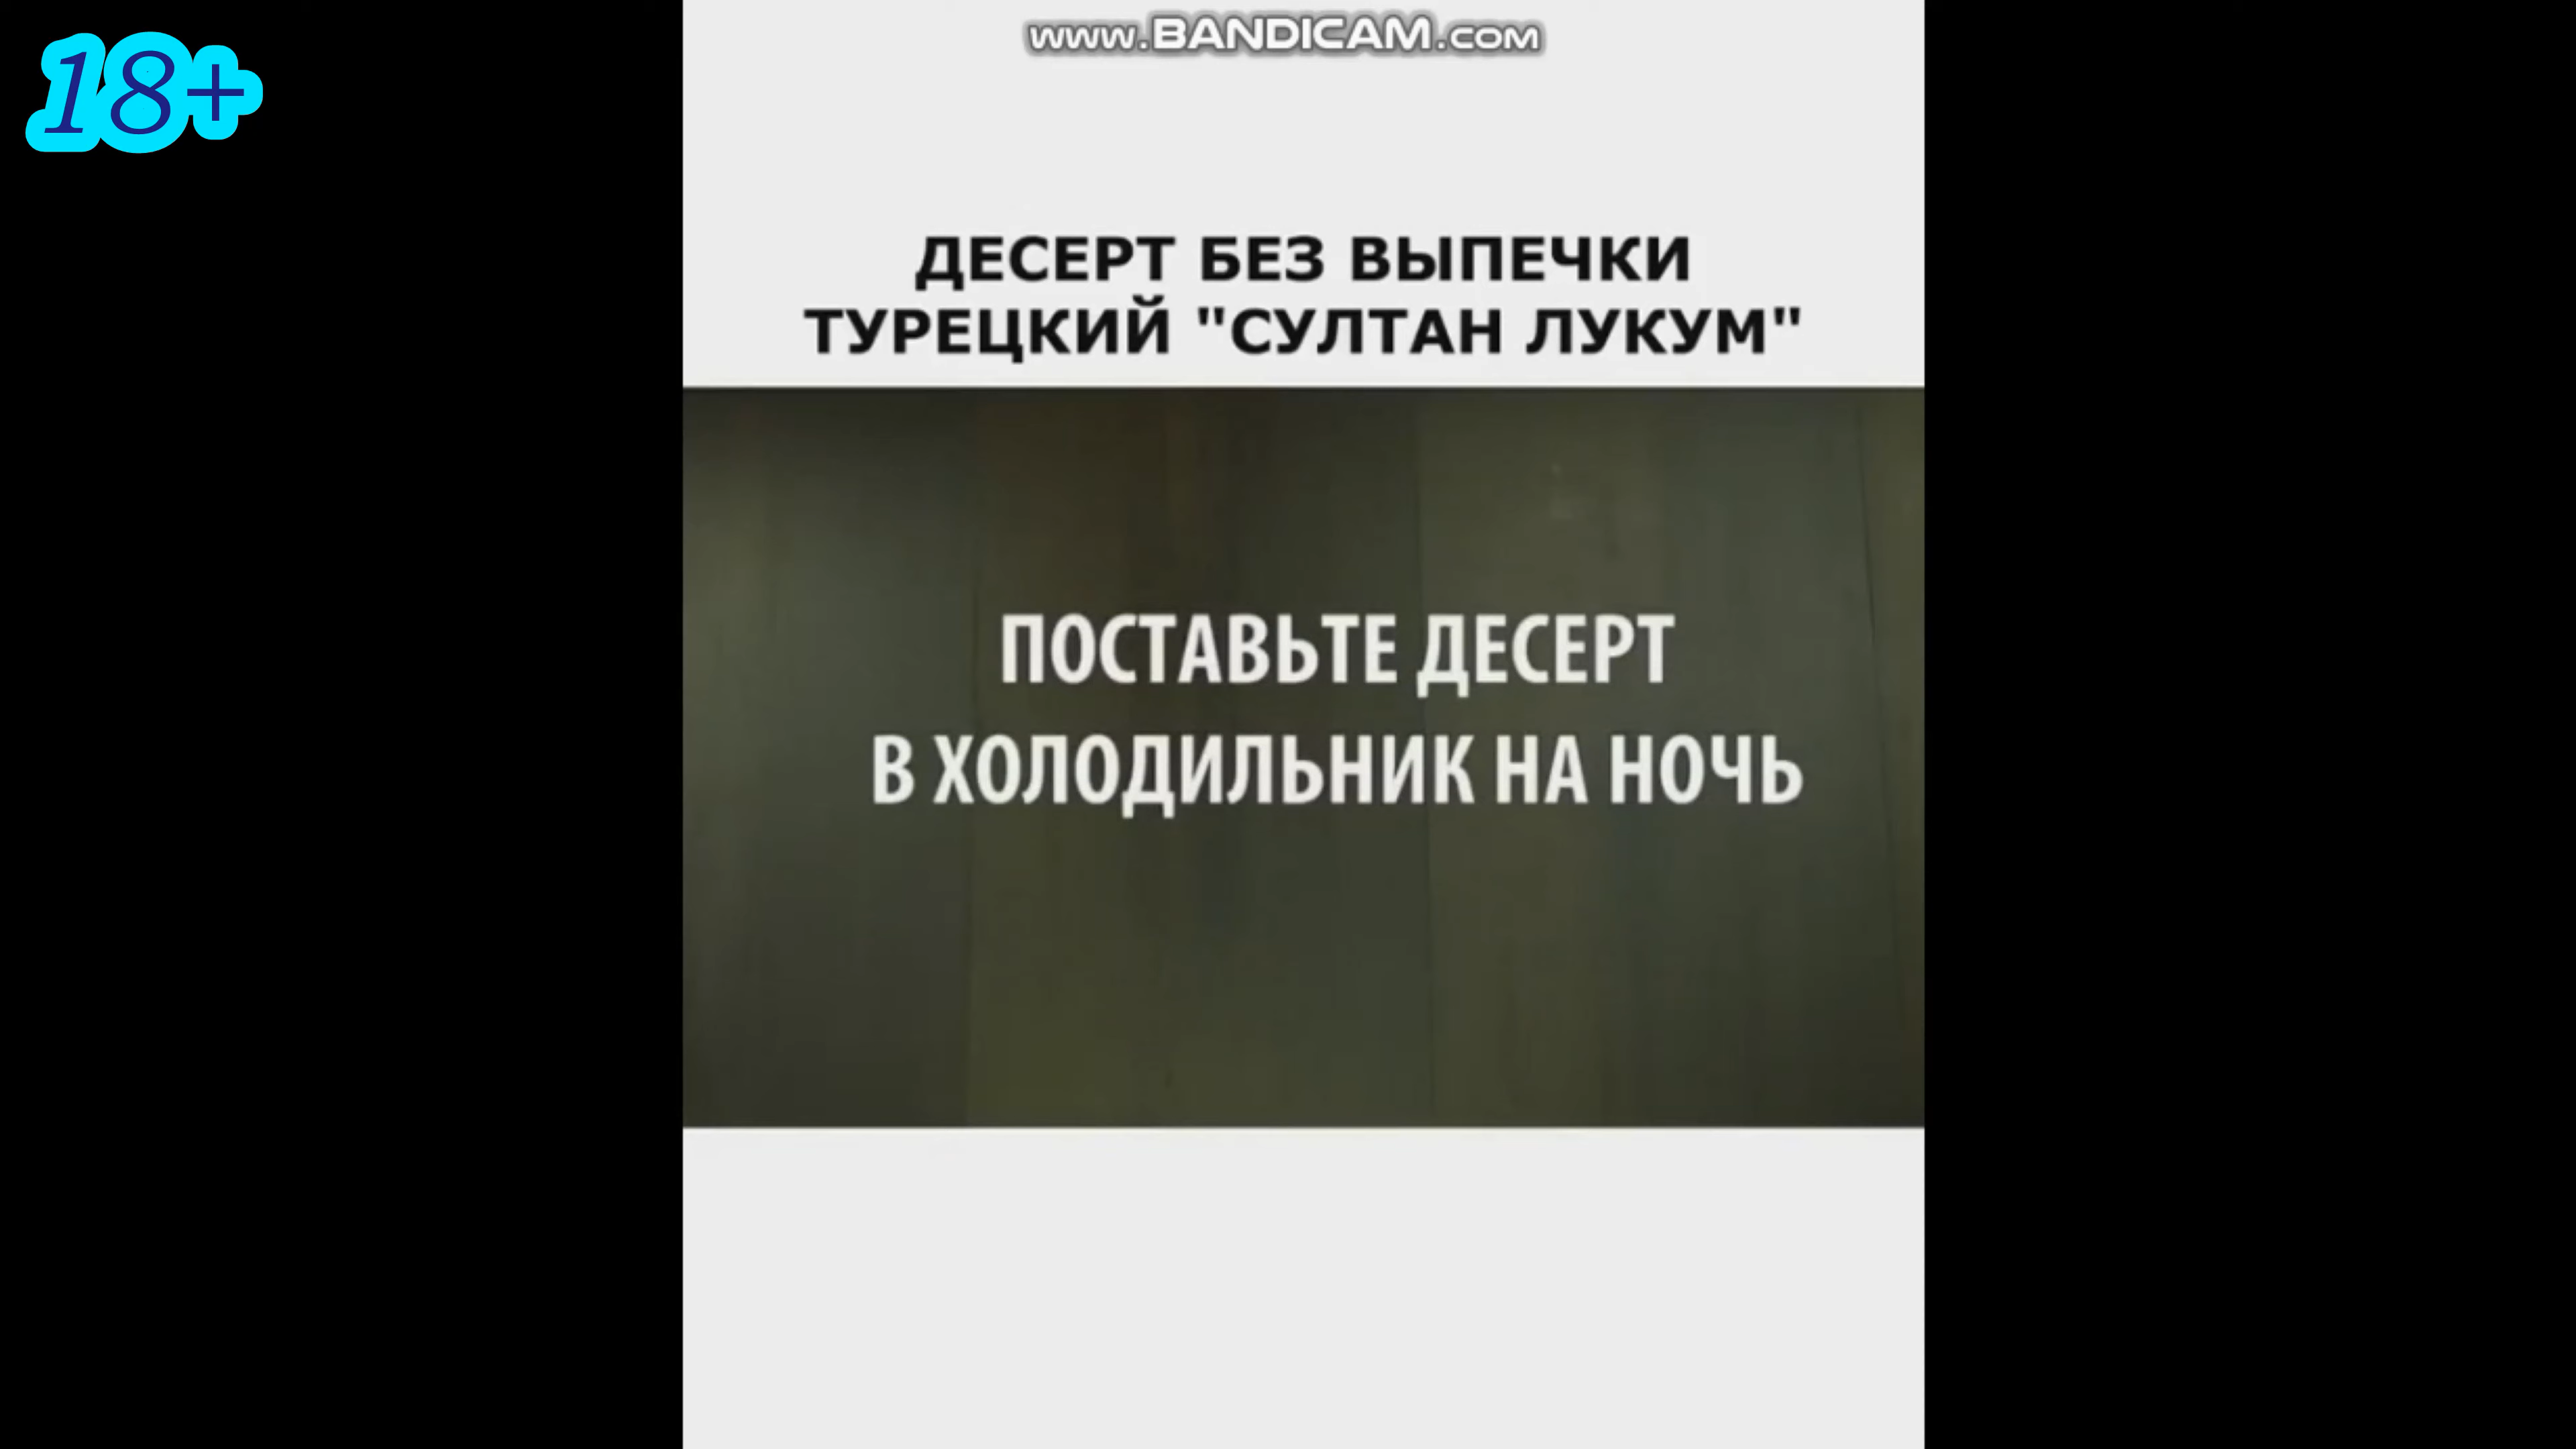 18+
www.BANDICAM.com
ДЕСЕРТ БЕЗ ВЫПЕЧКИ
ТУРЕЦКИЙ "СУЛТАН ЛУКУМ"
ПОСТАВЬТЕ ДЕСЕРТ
В ХОЛОДИЛЬНИК НА НОЧЬ